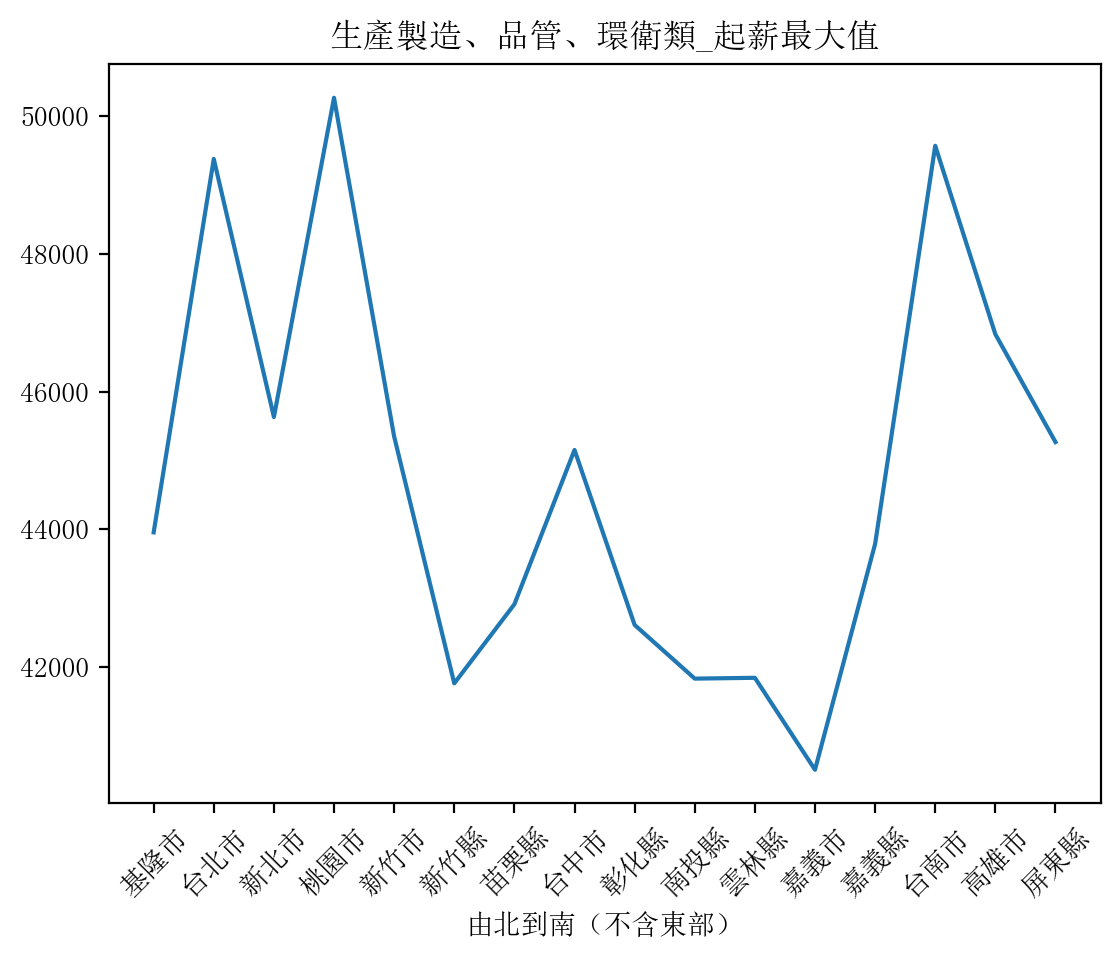 生產製造、品管、環衛類_起薪最大值
50000
48000
46000
44000
42000
基隆市
台北市
新北市
桃園市
新竹市
新竹縣
苗栗縣
台中市
彰化縣
南投縣
雲林縣
嘉義市
嘉義縣
台南市
高雄市
屏東縣
由北到南（不含東部）